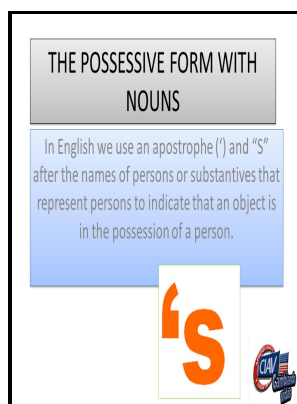 THE POSSESSIVE FORM WITH
NOUNS
In English we use an apostrophe (‘) and “S”
after the names of persons or substantives that
represent persons to indicate that an object is
in the possession of a person.
‘s
CIAV